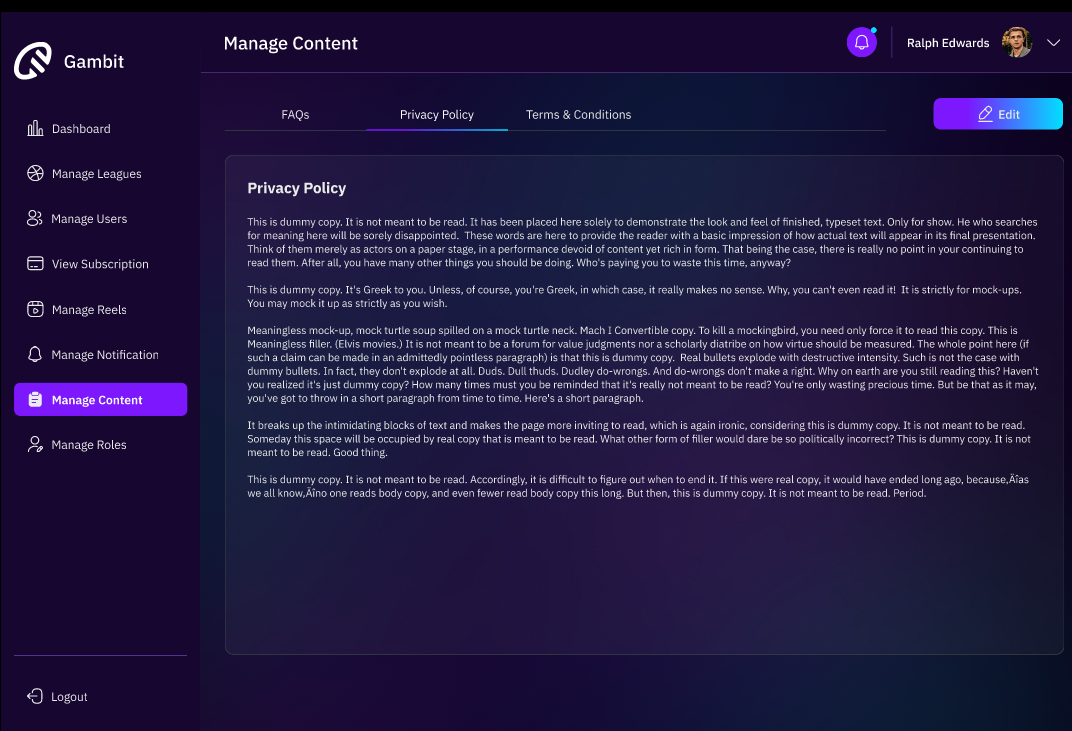 Gambit
Dashboard
Manage Leagues
Manage Users
View Subscription
Manage Reels
Manage Notification
Manage Content
Manage Roles
Logout
Manage Content
Ralph Edwards
FAQs
Privacy Policy
Terms & Conditions
Edit
Privacy Policy
This is dummy copy. It is not meant to be read. It has been placed here solely to demonstrate the look and feel of finished, typeset text. Only for show. He who searches
for meaning here will be sorely disappointed.  These words are here to provide the reader with a basic impression of how actual text will appear in its final presentation.
Think of them merely as actors on a paper stage, in a performance devoid of content yet rich in form. That being the case, there is really no point in your continuing to
read them. After all, you have many other things you should be doing. Who's paying you to waste this time, anyway?
This is dummy copy. It's Greek to you. Unless, of course, you're Greek, in which case, it really makes no sense. Why, you can't even read it!  It is strictly for mock-ups.
You may mock it up as strictly as you wish.
Meaningless mock-up, mock turtle soup spilled on a mock turtle neck. Mach I Convertible copy. To kill a mockingbird, you need only force it to read this copy. This is
Meaningless filler. (Elvis movies.) It is not meant to be a forum for value judgments nor a scholarly diatribe on how virtue should be measured. The whole point here (if
such a claim can be made in an admittedly pointless paragraph) is that this is dummy copy.  Real bullets explode with destructive intensity. Such is not the case with
dummy bullets. In fact, they don't explode at all. Duds. Dull thuds. Dudley do-wrongs. And do-wrongs don't make a right. Why on earth are you still reading this? Haven't
you realized it's just dummy copy? How many times must you be reminded that it's really not meant to be read? You're only wasting precious time. But be that as it may,
you've got to throw in a short paragraph from time to time. Here's a short paragraph.
It breaks up the intimidating blocks of text and makes the page more inviting to read, which is again ironic, considering this is dummy copy. It is not meant to be read.
Someday this space will be occupied by real copy that is meant to be read. What other form of filler would dare be so politically incorrect? This is dummy copy. It is not
meant to be read. Good thing.
This is dummy copy. It is not meant to be read. Accordingly, it is difficult to figure out when to end it. If this were real copy, it would have ended long ago, because‚Äîas
we all know‚Äîno one reads body copy, and even fewer read body copy this long. But then, this is dummy copy. It is not meant to be read. Period.